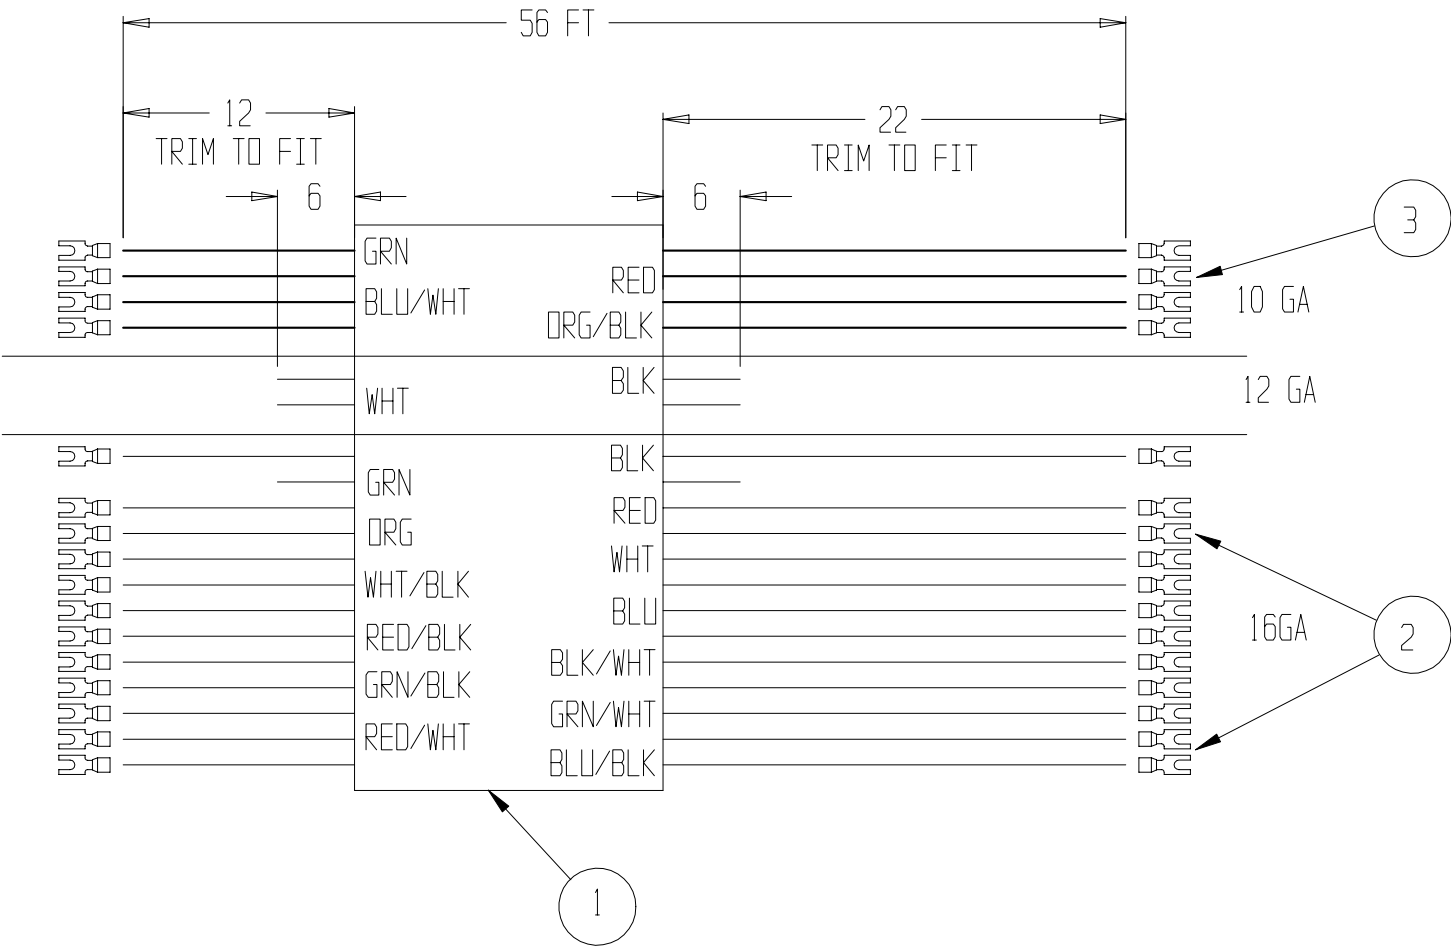 56 FT
12
TRIM TO FIT
22
TRIM TO FIT
6
6
3
GRN
RED
BLU/WHT
ORG/BLK
10 GA
BLK
WHT
12 GA
BLK
GRN
RED
ORG
WHT
WHT/BLK
BLU
16GA
2
RED/BLK
BLK/WHT
GRN/BLK
GRN/WHT
RED/WHT
BLU/BLK
1